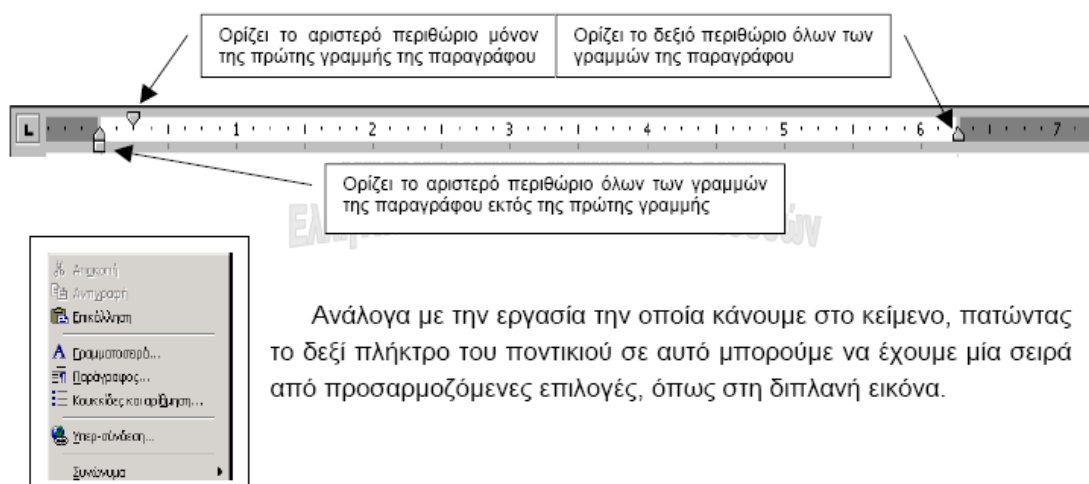 Ορίζει το αριστερό περιθώριο μόνον
της πρώτης γραμμής της παραγράφου
Ορίζει το δεξιό περιθώριο όλων των
γραμμών της παραγράφου
L 1 2 3 4 5 6 7
Ορίζει το αριστερό περιθώριο όλων των γραμμών
της παραγράφου εκτός της πρώτης γραμμής
Αποκοπή
Αντιγραφή
Επικόλληση
Γραμματοσειρά...
Παράγραφος...
Κουκκίδες και αρίθμηση...
Υπερ-σύνδεση...
Συνώνυμα
Ανάλογα με την εργασία την οποία κάνουμε στο κείμενο, πατώντας
το δεξί πλήκτρο του ποντικιού σε αυτό μπορούμε να έχουμε μία σειρά
από προσαρμοζόμενες επιλογές, όπως στη διπλανή εικόνα.